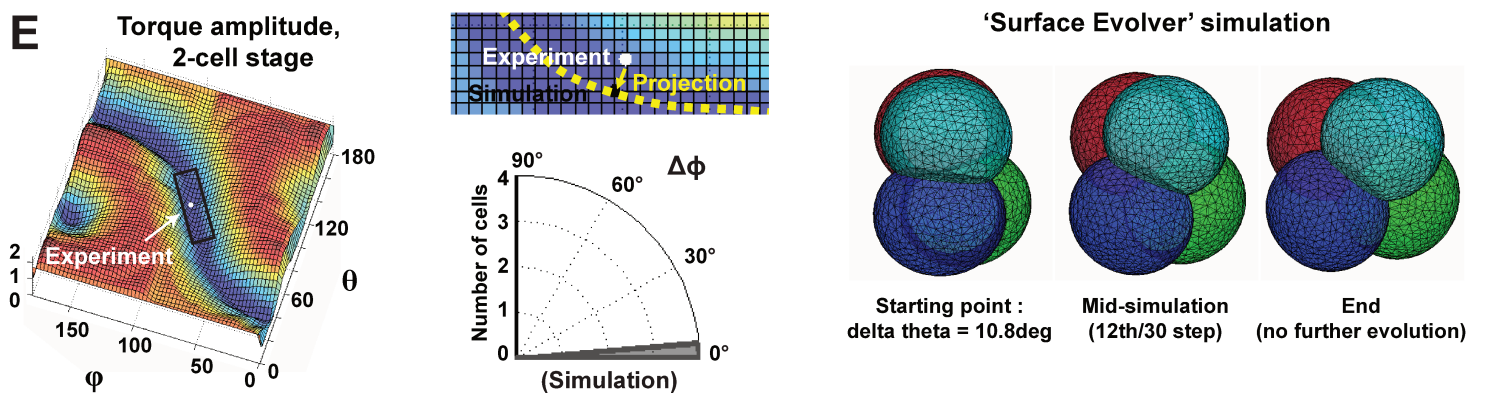 E
Torque amplitude,
2-cell stage
Experiment
2
1
0
150
100
50
0
φ
0
60
120
180
θ
Experiment
Projection
Simulation
Δϕ
90°
60°
30°
0°
4
3
2
1
0
Number of cells
(Simulation)
‘Surface Evolver’ simulation
Starting point :
delta theta = 10.8deg
Mid-simulation
(12th/30 step)
End
(no further evolution)